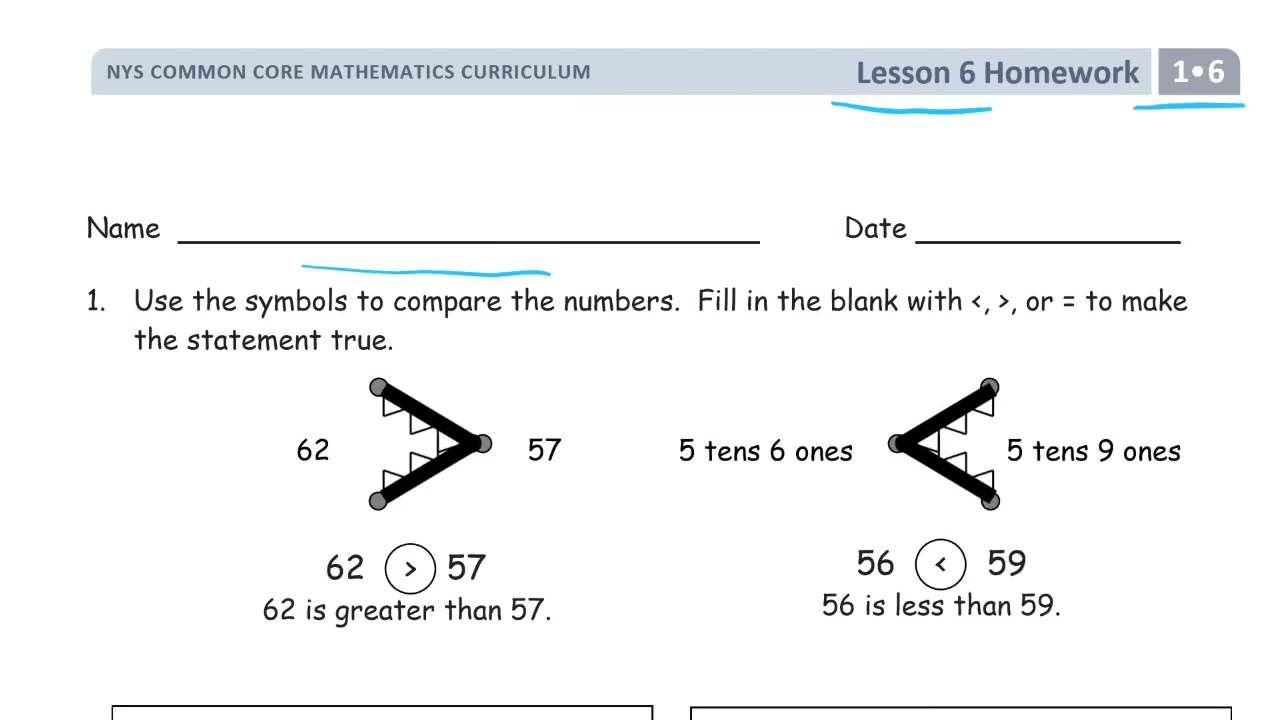 NYS COMMON CORE MATHEMATICS CURRICULUM Lesson 6 Homework 1•6
Name Date
1. Use the symbols to compare the numbers. Fill in the blank with <, >, or = to make
the statement true.
62 57 5 tens 6 ones 5 tens 9 ones
62 > 57 56 < 59
62 is greater than 57. 56 is less than 59.